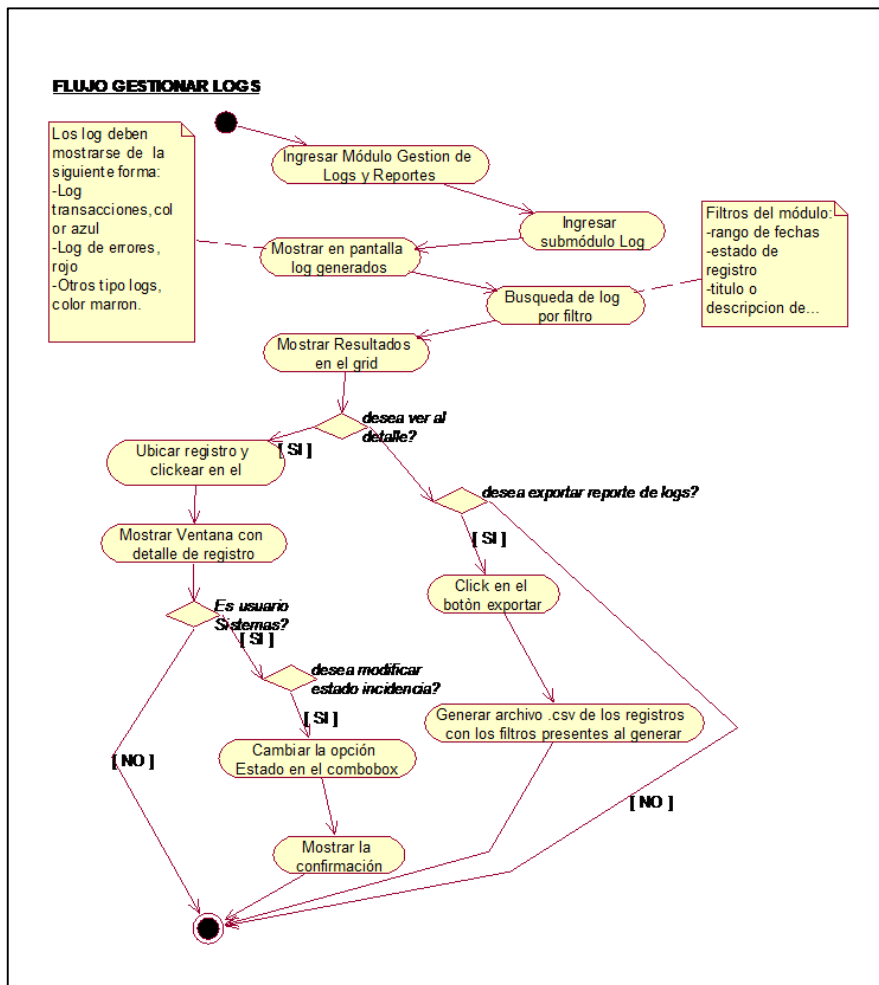 FLUJO GESTIONAR LOGS
Los log deben
mostrarse de la
siguiente forma:
-Log
transacciones,col
or azul
-Log de errores,
rojo
-Otros tipo logs,
color marron.
Ingresar Módulo Gestion de
Logs y Reportes
Ingresar
submódulo Log
Filtros del módulo:
-rango de fechas
-estado de
registro
-titulo o
descripcion de...
Mostrar en pantalla
log generados
Busqueda de log
por filtro
Mostrar Resultados
en el grid
desea ver al
detalle?
[ SI ]
Ubicar registro y
clickear en el
desea exportar reporte de logs?
[ SI ]
Mostrar Ventana con
detalle de registro
Click en el
botòn exportar
Es usuario
Sistemas?
[ SI ]
desea modificar
estado incidencia?
[ SI ]
Generar archivo .csv de los registros
con los filtros presentes al generar
Cambiar la opción
Estado en el combobox
[ NO ]
[ NO ]
Mostrar la
confirmación